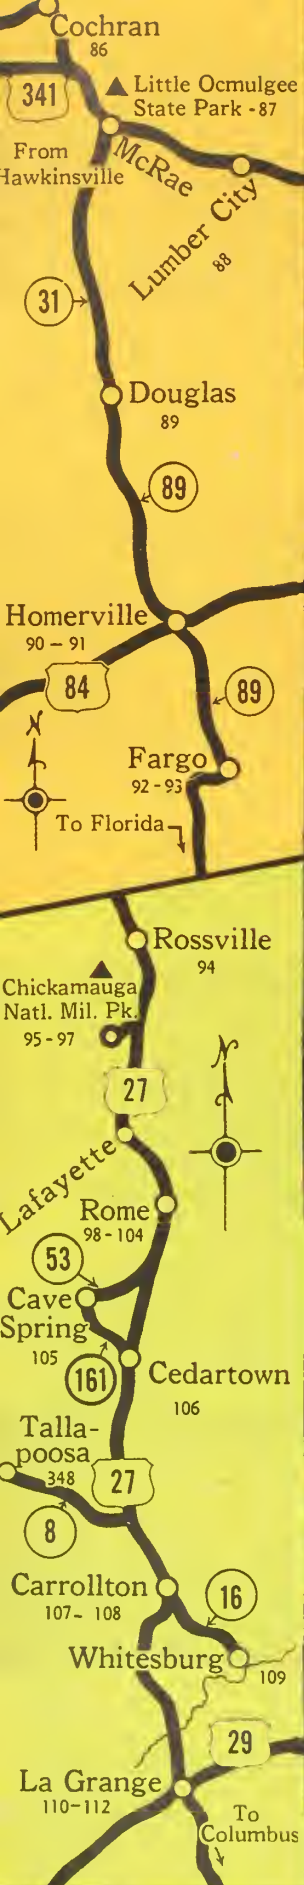 Cochran
86
341
Little Ocmulgee
State Park -87
From
Hawkinsville
McRae
Lumber City
88
31
Douglas
89
89
Homerville
90 - 91
84
89
N
Fargo
92 - 93
To Florida
Rossville
94
Chickamauga
Natl. Mil. Pk.
95 - 97
N
27
Lafayette
Rome
98 - 104
53
Cave
Spring
105
161
Cedartown
106
Talla-
poosa
348
27
8
Carrollton
107 - 108
16
Whitesburg
109
29
La Grange
110-112
To
Columbus